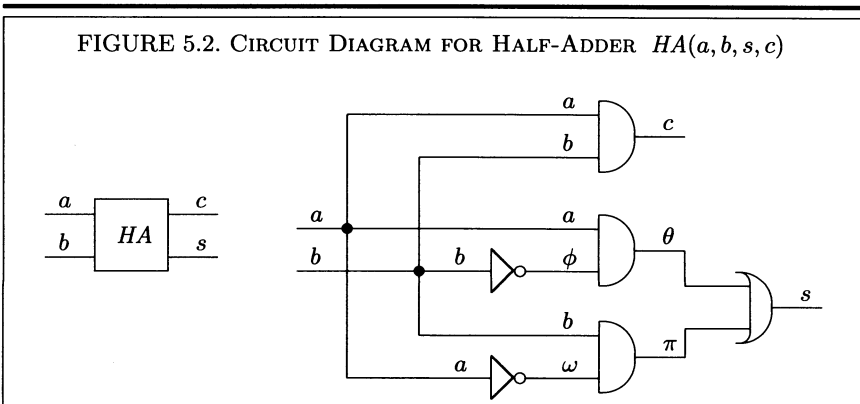 FIGURE 5.2. CIRCUIT DIAGRAM FOR HALF-ADDER HA(a, b, s, c)
a
c
b
HA
s
a
c
b
a
a
θ
b
b
ϕ
s
b
π
a
ω